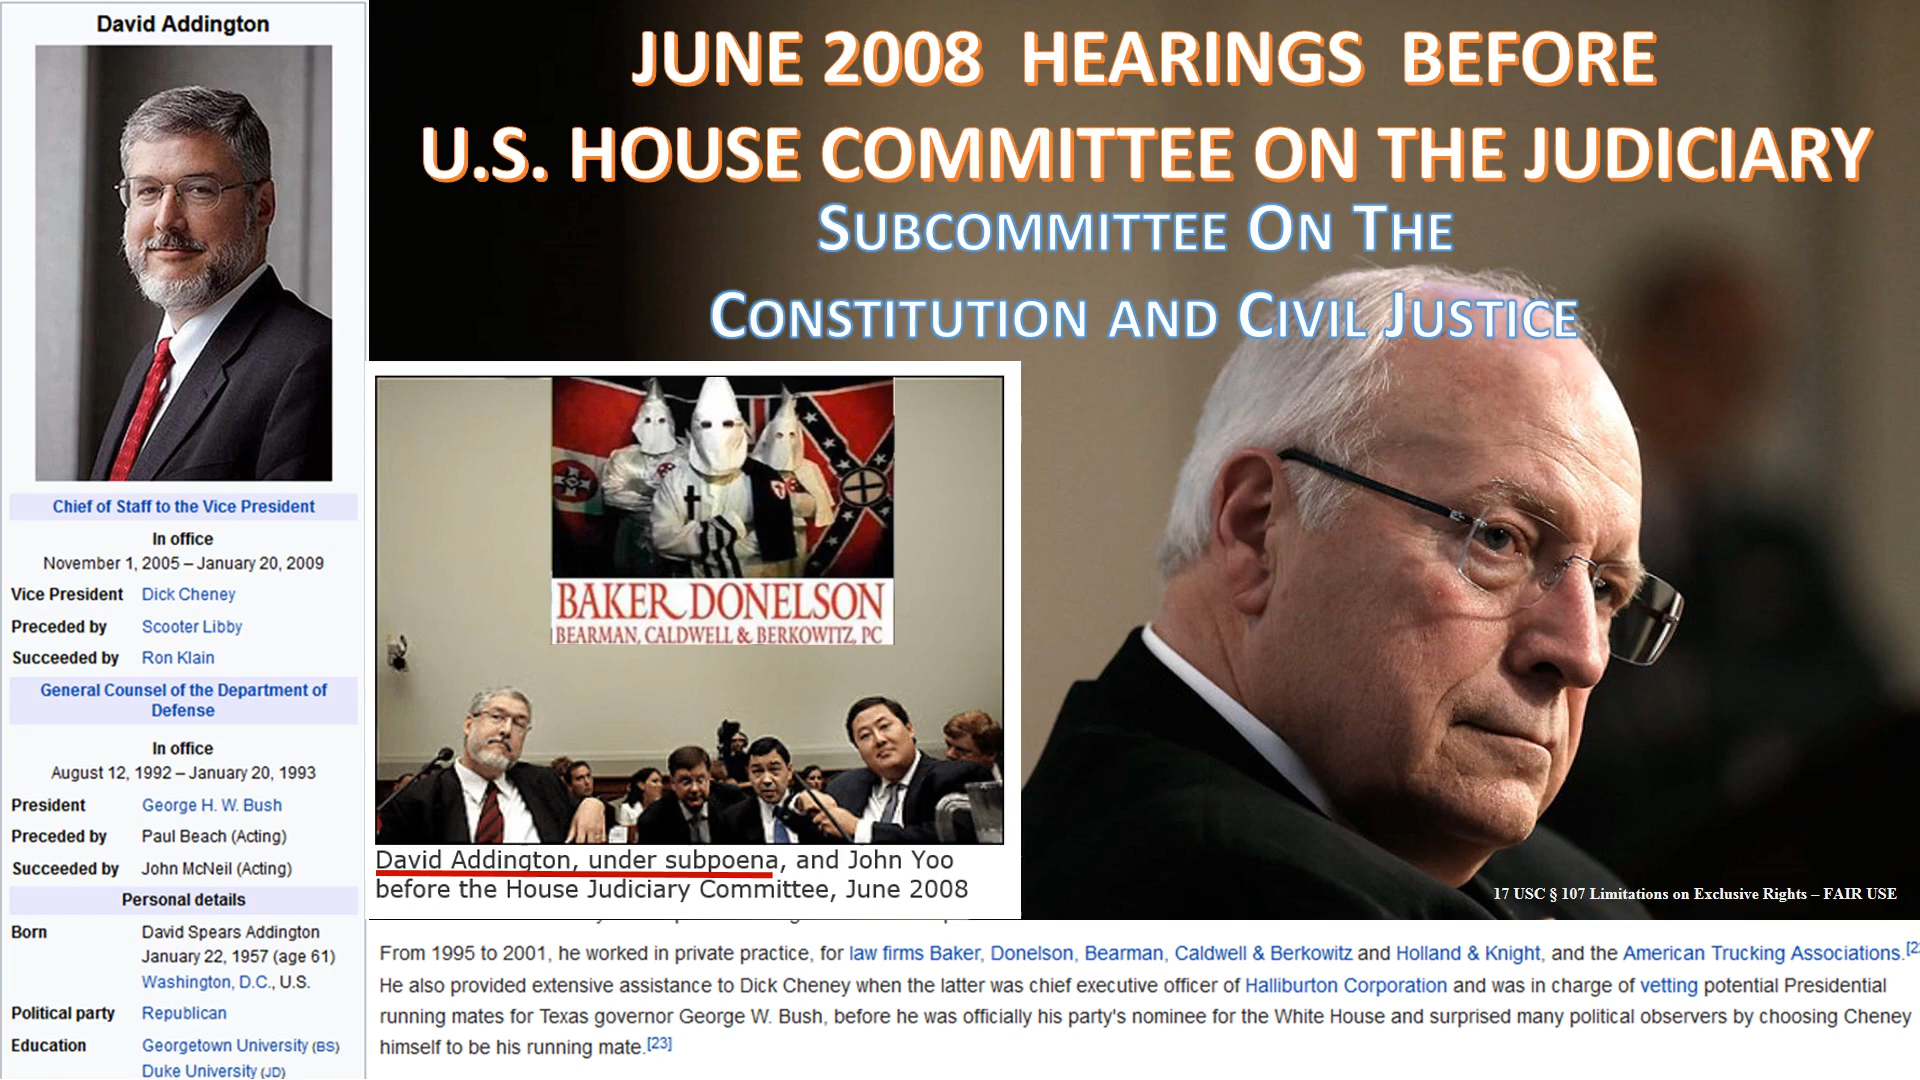 David Addington
Chief of Staff to the Vice President
In office
November 1, 2005 – January 20, 2009
Vice President Dick Cheney
Preceded by Scooter Libby
Succeeded by Ron Klain
General Counsel of the Department of
Defense
In office
August 12, 1992 – January 20, 1993
President George H. W. Bush
Preceded by Paul Beach (Acting)
Succeeded by John McNeil (Acting)
Personal details
Born David Spears Addington
January 22, 1957 (age 61)
Washington, D.C., U.S.
Political party Republican
Education Georgetown University (BS)
Duke University (JD)
JUNE 2008 HEARINGS BEFORE
U.S. HOUSE COMMITTEE ON THE JUDICIARY
SUBCOMMITTEE ON THE
CONSTITUTION AND CIVIL JUSTICE
BAKER DONELSON
BEARMAN, CALDWELL & BERKOWITZ, PC
David Addington, under subpoena, and John Yoo
before the House Judiciary Committee, June 2008
17 USC § 107 Limitations on Exclusive Rights – FAIR USE
From 1995 to 2001, he worked in private practice, for law firms Baker, Donelson, Bearman, Caldwell & Berkowitz and Holland & Knight, and the American Trucking Associations.
He also provided extensive assistance to Dick Cheney when the latter was chief executive officer of Halliburton Corporation and was in charge of vetting potential Presidential
running mates for Texas governor George W. Bush, before he was officially his party's nominee for the White House and surprised many political observers by choosing Cheney
himself to be his running mate.[23]